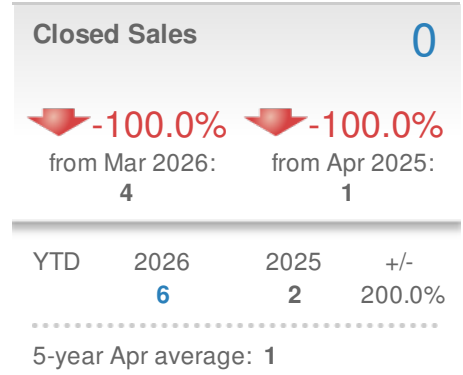 Closed Sales 0
-100.0% -100.0%
from Mar 2026: from Apr 2025:
4 1
YTD 2026 2025 +/-
6 2 200.0%
5-year Apr average: 1